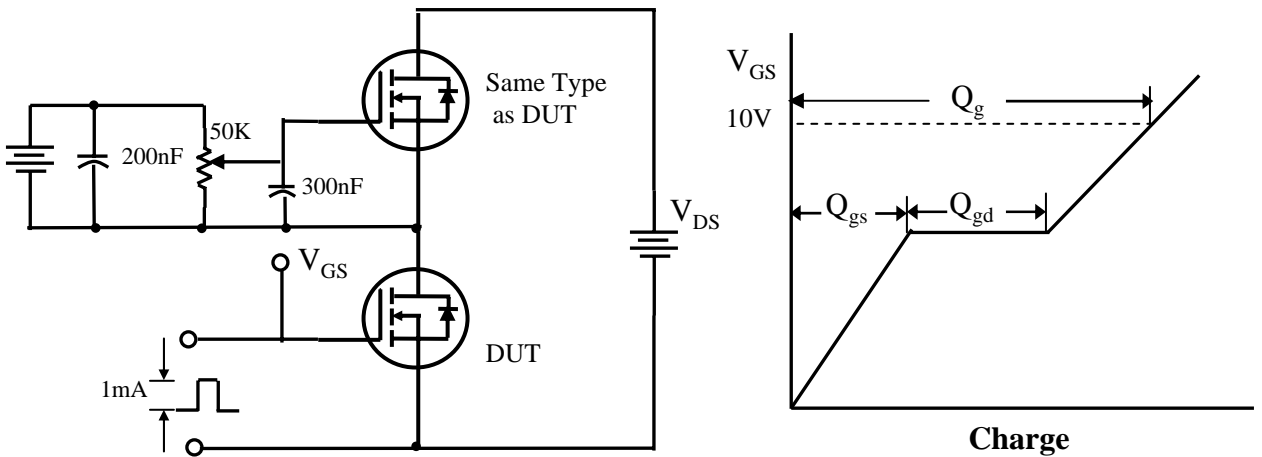 Same Type
as DUT
50K
200nF
300nF
V_GS
V_DS
DUT
1mA
V_GS
10V
Q_g
Q_gs
Q_gd
Charge